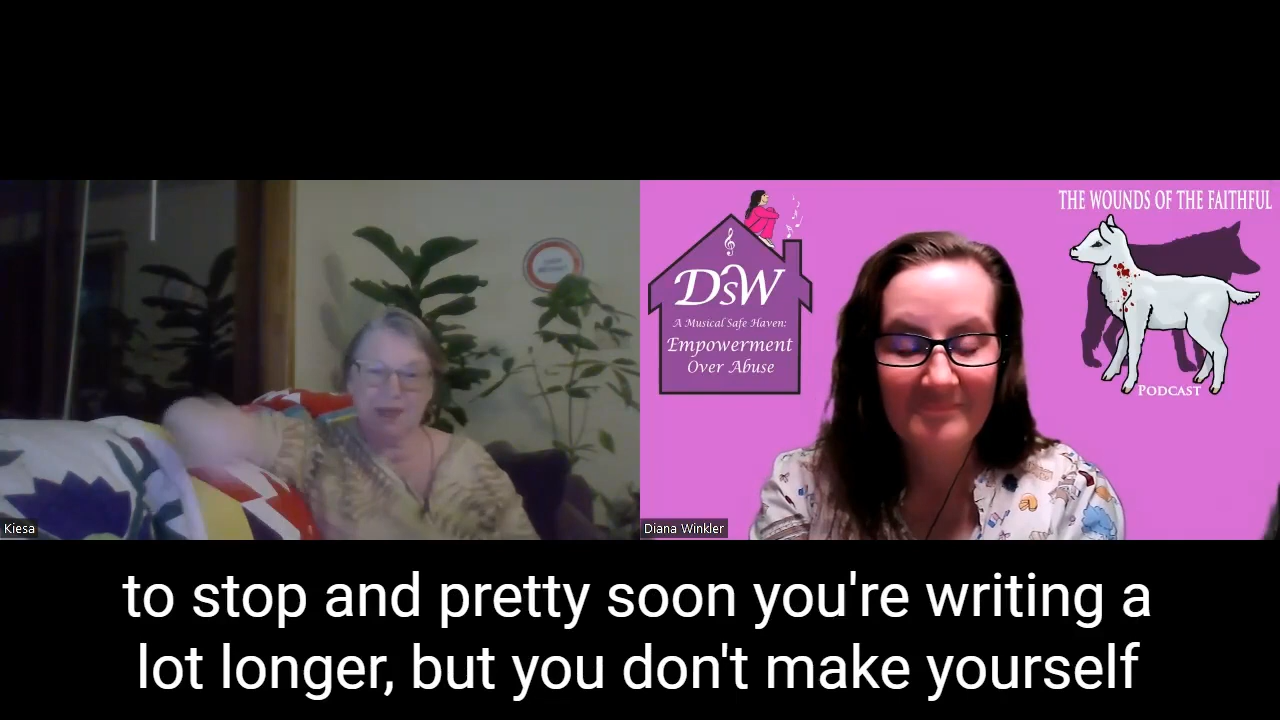 THE WOUNDS OF THE FAITHFUL
DSW
A Musical Safe Haven:
Empowerment
Over Abuse
PODCAST
Kiesa
Diana Winkler
to stop and pretty soon you're writing a
lot longer, but you don't make yourself